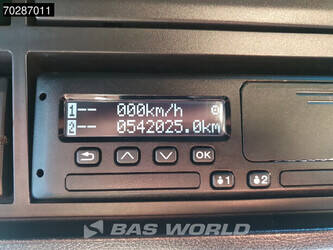 70287011
1 -- 000km/h
2 -- 0542025.0km
OK
1 2
BAS WORLD